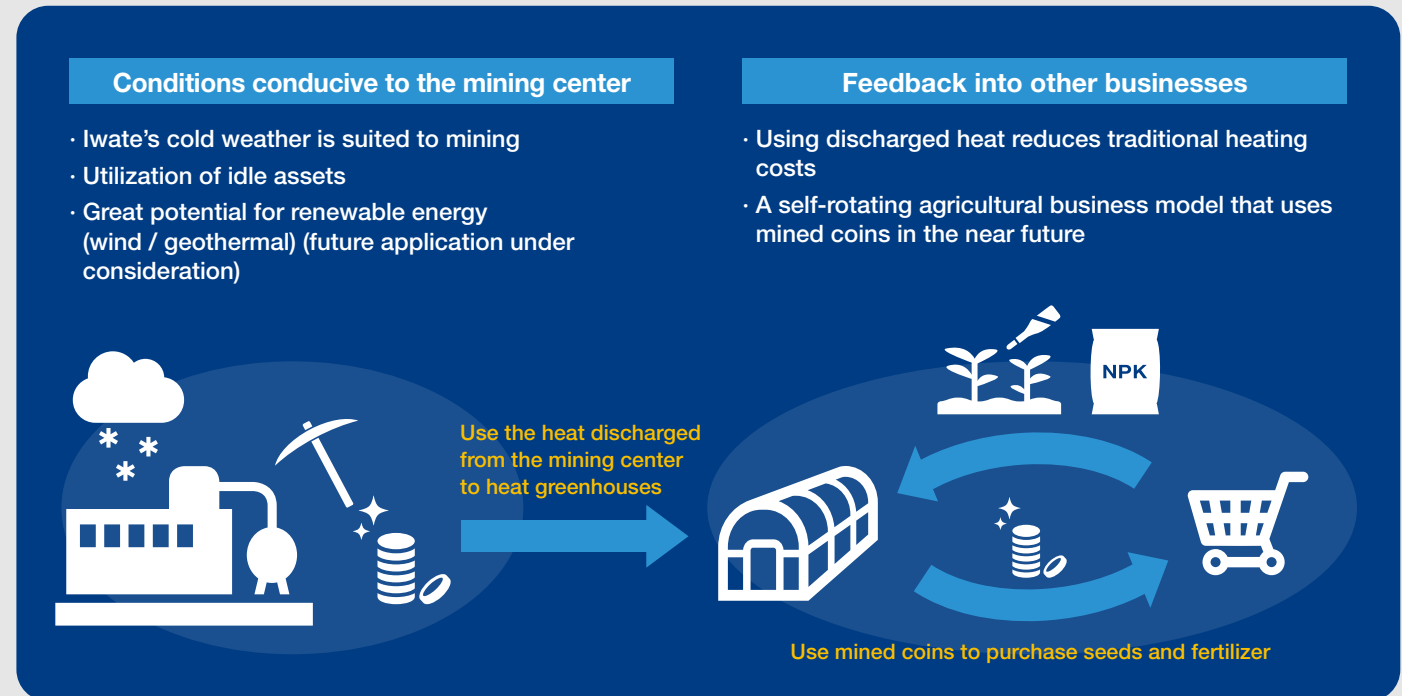 Conditions conducive to the mining center
· Iwate’s cold weather is suited to mining
· Utilization of idle assets
· Great potential for renewable energy
(wind / geothermal) (future application under
consideration)
Feedback into other businesses
· Using discharged heat reduces traditional heating
costs
· A self-rotating agricultural business model that uses
mined coins in the near future
Use the heat discharged
from the mining center
to heat greenhouses
NPK
Use mined coins to purchase seeds and fertilizer